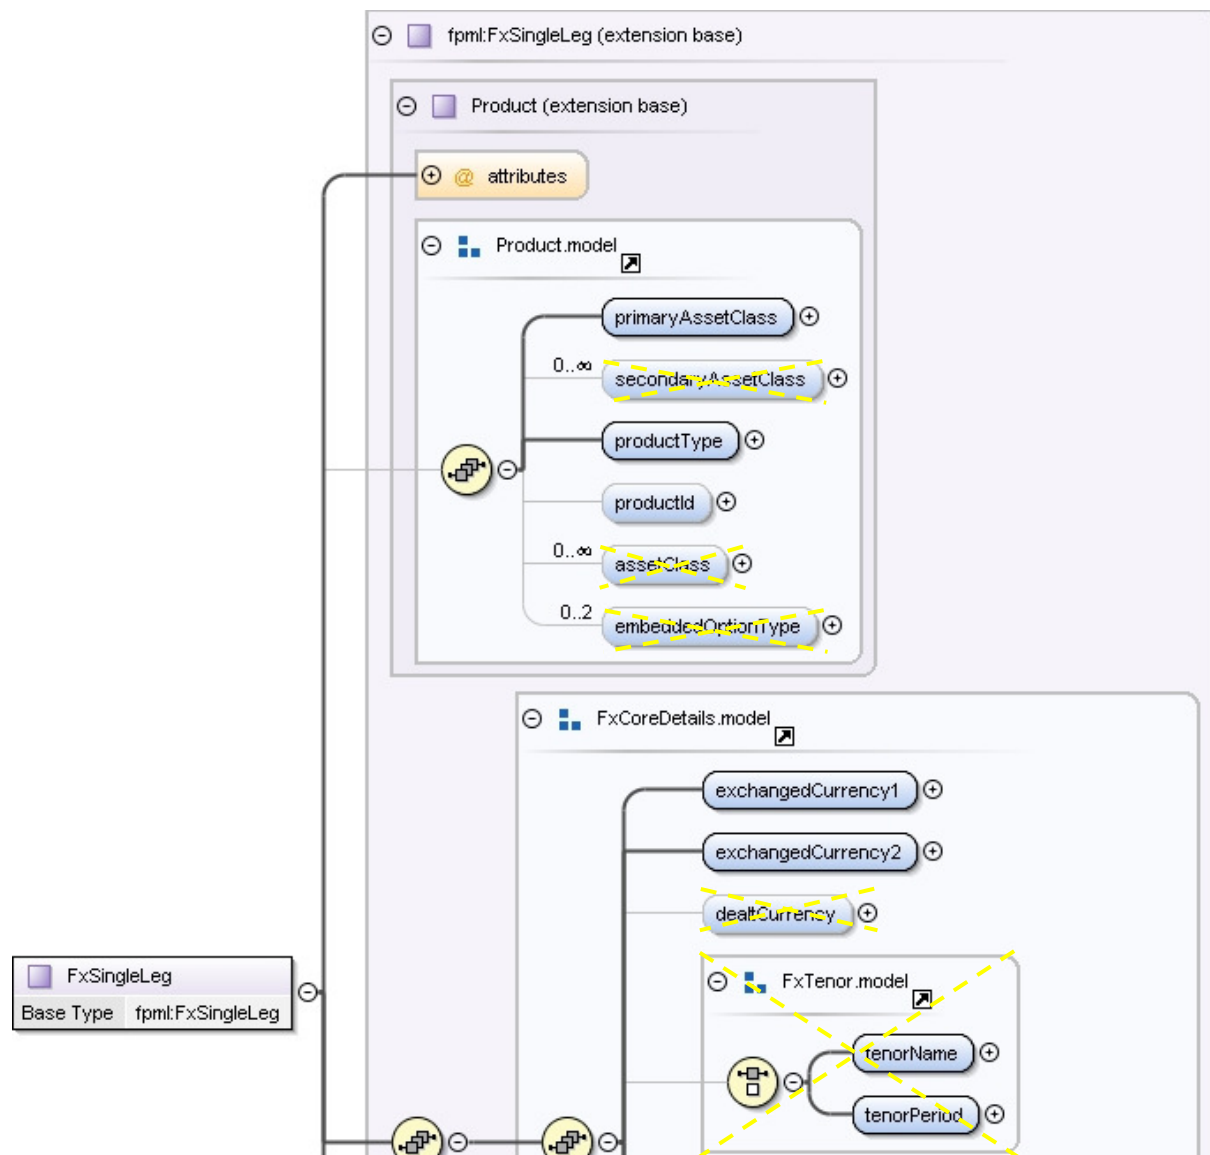 fpml:FxSingleLeg (extension base)
Product (extension base)
@ attributes
Product.model
primaryAssetClass
0..∞
secondaryAssetClass
productType
productId
0..∞
assetClass
0..2
embeddedOptionType
FxCoreDetails.model
exchangedCurrency1
exchangedCurrency2
dealtCurrency
FxSingleLeg
Base Type fpml:FxSingleLeg
FxTenor.model
tenorName
tenorPeriod